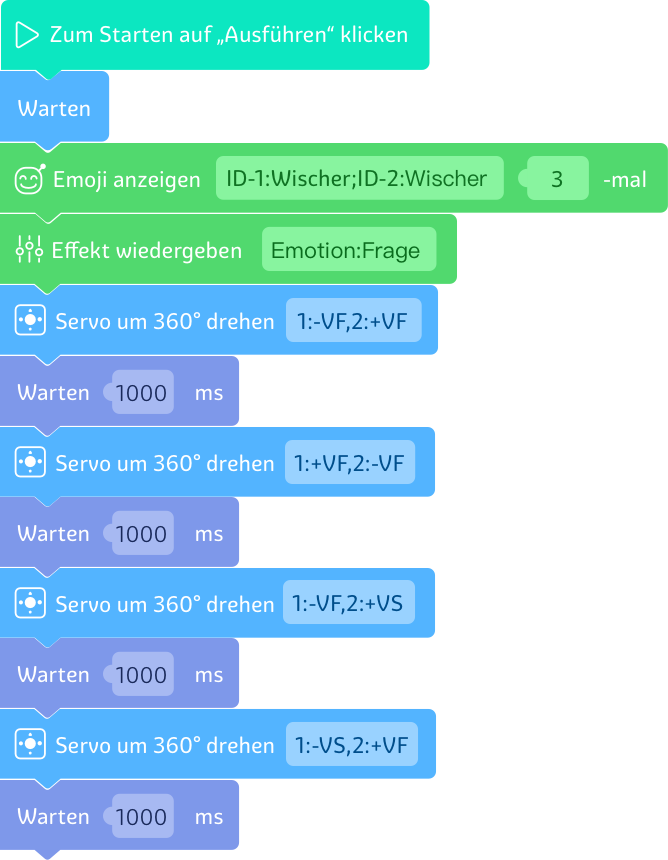 Zum Starten auf „Ausführen“ klicken
Warten
Emoji anzeigen ID-1:Wischer;ID-2:Wischer 3 -mal
Effekt wiedergeben Emotion:Frage
Servo um 360° drehen 1:-VF,2:+VF
Warten 1000 ms
Servo um 360° drehen 1:+VF,2:-VF
Warten 1000 ms
Servo um 360° drehen 1:-VF,2:+VS
Warten 1000 ms
Servo um 360° drehen 1:-VS,2:+VF
Warten 1000 ms